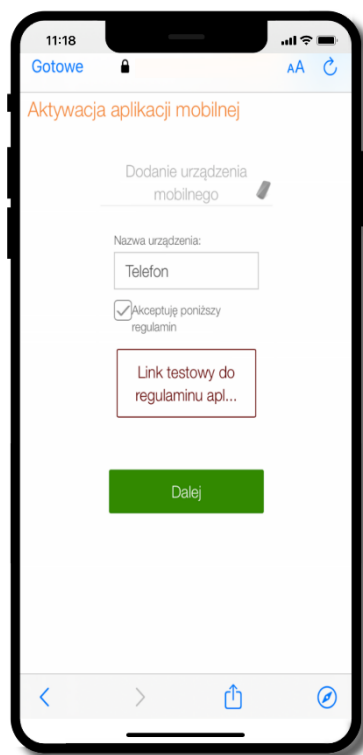 11:18
Gotowe
AA
Aktywacja aplikacji mobilnej
Dodanie urządzenia
mobilnego
Nazwa urządzenia:
Telefon
Akceptuję poniższy
regulamin
Link testowy do
regulaminu apl...
Dalej